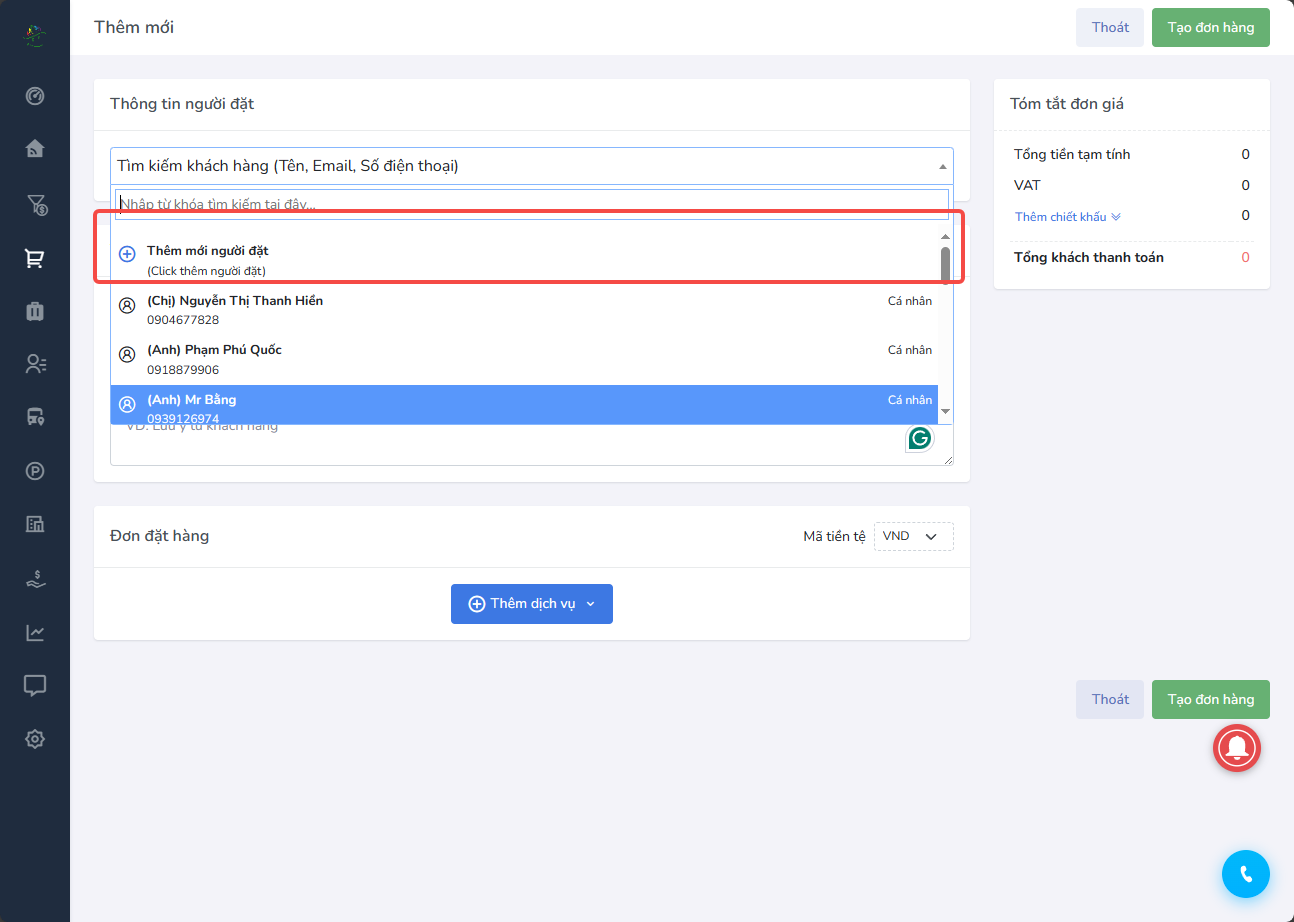 Thêm mới
Thoát
Tạo đơn hàng
Thông tin người đặt
Tìm kiếm khách hàng (Tên, Email, Số điện thoại)
Nhập từ khóa tìm kiếm tại đây...
Thêm mới người đặt
(Click thêm người đặt)
(Chị) Nguyễn Thị Thanh Hiền
Cá nhân
0904677828
(Anh) Phạm Phú Quốc
Cá nhân
0918879906
(Anh) Mr Bằng
Cá nhân
0939126974
VD: Lưu ý từ khách hàng
Tóm tắt đơn giá
Tổng tiền tạm tính 0
VAT 0
Thêm chiết khấu 0
Tổng khách thanh toán 0
Đơn đặt hàng
Mã tiền tệ VND
Thêm dịch vụ
Thoát
Tạo đơn hàng